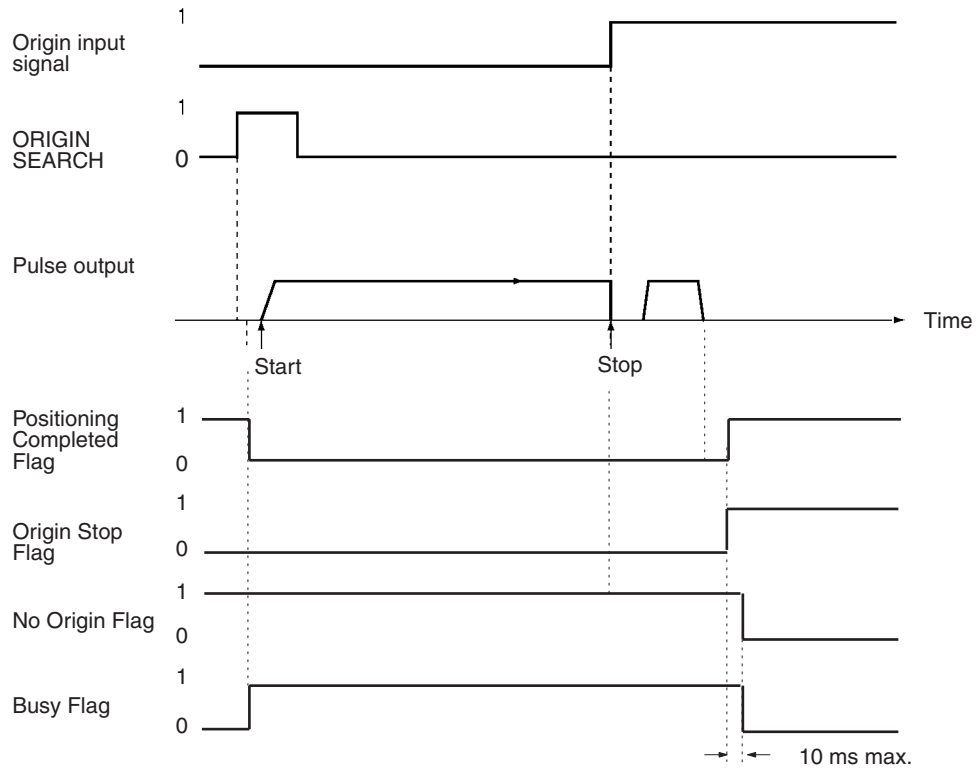 1
Origin input
signal
1
ORIGIN
SEARCH
0
Pulse output
Time
Start
Stop
Positioning
Completed
Flag
1
0
1
Origin Stop
Flag
0
1
No Origin Flag
0
1
Busy Flag
0
10 ms max.